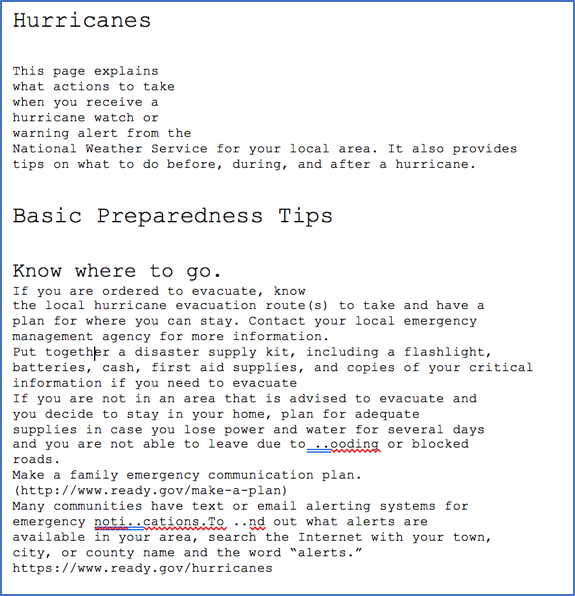 Hurricanes
This page explains
what actions to take
when you receive a
hurricane watch or
warning alert from the
National Weather Service for your local area. It also provides
tips on what to do before, during, and after a hurricane.
Basic Preparedness Tips
Know where to go.
If you are ordered to evacuate, know
the local hurricane evacuation route(s) to take and have a
plan for where you can stay. Contact your local emergency
management agency for more information.
Put together a disaster supply kit, including a flashlight,
batteries, cash, first aid supplies, and copies of your critical
information if you need to evacuate
If you are not in an area that is advised to evacuate and
you decide to stay in your home, plan for adequate
supplies in case you lose power and water for several days
and you are not able to leave due to ..ooding or blocked
roads.
Make a family emergency communication plan.
(http://www.ready.gov/make-a-plan)
Many communities have text or email alerting systems for
emergency noti..cations.To ..nd out what alerts are
available in your area, search the Internet with your town,
city, or county name and the word “alerts.”
https://www.ready.gov/hurricanes